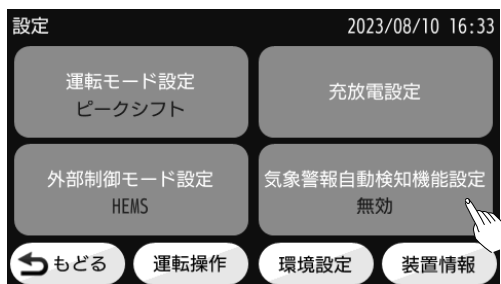 設定 2023/08/10 16:33
運転モード設定
ピークシフト
充放電設定
外部制御モード設定
HEMS
気象警報自動検知機能設定
無効
もどる 運転操作 環境設定 装置情報